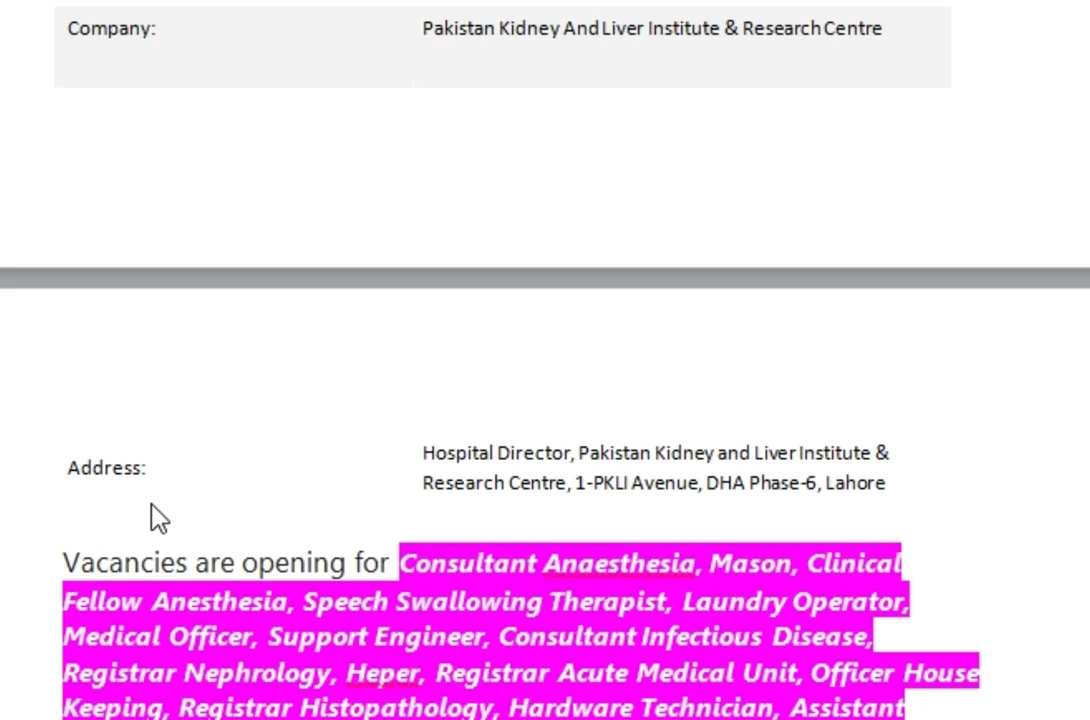 Company:
Pakistan Kidney And Liver Institute & Research Centre
Address:
Hospital Director, Pakistan Kidney and Liver Institute &
Research Centre, 1-PKLI Avenue, DHA Phase-6, Lahore
Vacancies are opening for Consultant Anaesthesia, Mason, Clinical
Fellow Anesthesia, Speech Swallowing Therapist, Laundry Operator,
Medical Officer, Support Engineer, Consultant Infectious Disease,
Registrar Nephrology, Heper, Registrar Acute Medical Unit, Officer House
Keeping, Registrar Histopathology, Hardware Technician, Assistant